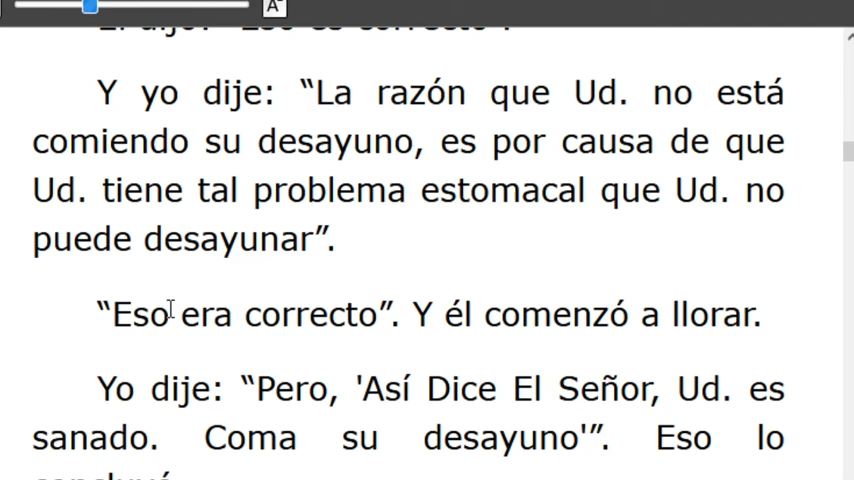 A
Y yo dije: “La razón que Ud. no está
comiendo su desayuno, es por causa de que
Ud. tiene tal problema estomacal que Ud. no
puede desayunar”.
“Eso era correcto”. Y él comenzó a llorar.
Yo dije: “Pero, 'Así Dice El Señor, Ud. es
sanado. Coma su desayuno'”. Eso lo